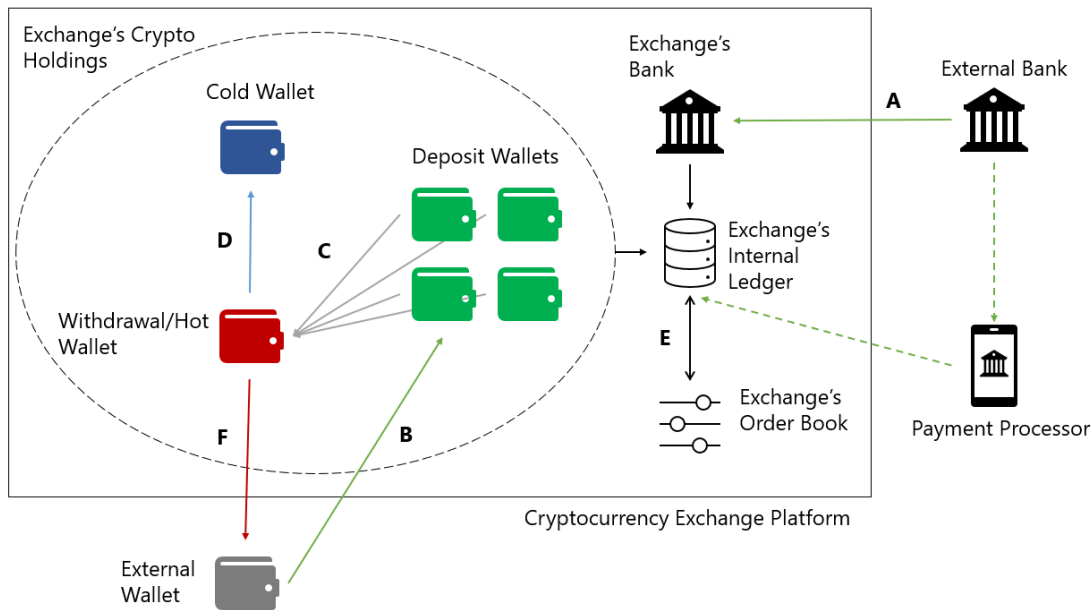 Exchange's Crypto
Holdings
Cold Wallet
Deposit Wallets
Exchange's
Bank
External Bank
A
D
C
Exchange's
Internal
Ledger
Withdrawal/Hot
Wallet
E
F
B
Exchange's
Order Book
Payment Processor
Cryptocurrency Exchange Platform
External
Wallet